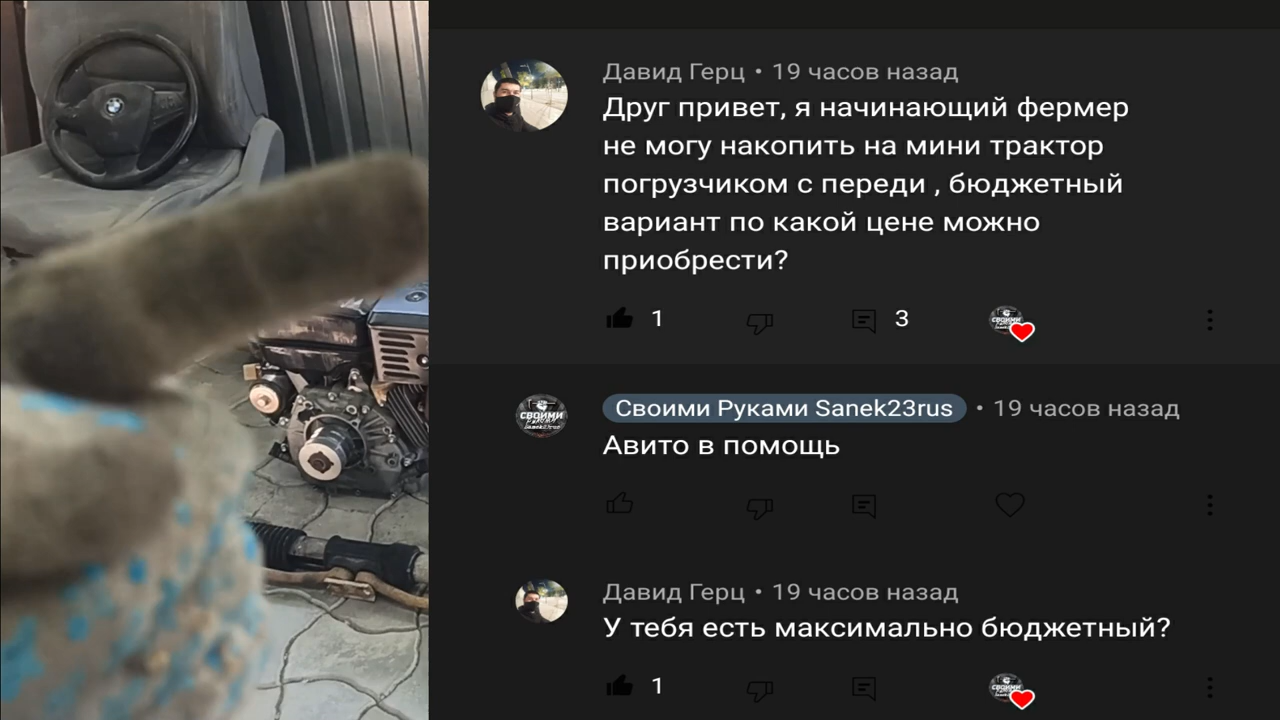 Давид Герц • 19 часов назад
Друг привет, я начинающий фермер
не могу накопить на мини трактор
погрузчиком с переди , бюджетный
вариант по какой цене можно
приобрести?
1
3
Своими Руками Sanek23rus • 19 часов назад
СВОИМИ
Авито в помощь
Давид Герц • 19 часов назад
У тебя есть максимально бюджетный?
1